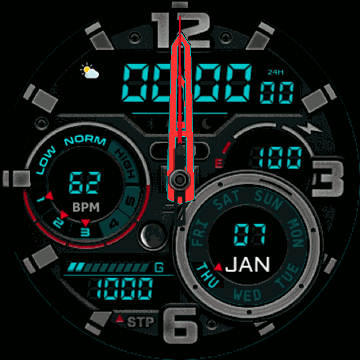 12
00:00 24H 00
LOW NORM HIGH
62
BPM
1 2 3 4 5
E 100
3
FRI SAT SUN MON TUE WED THU
07
JAN
G
1000
STP
6